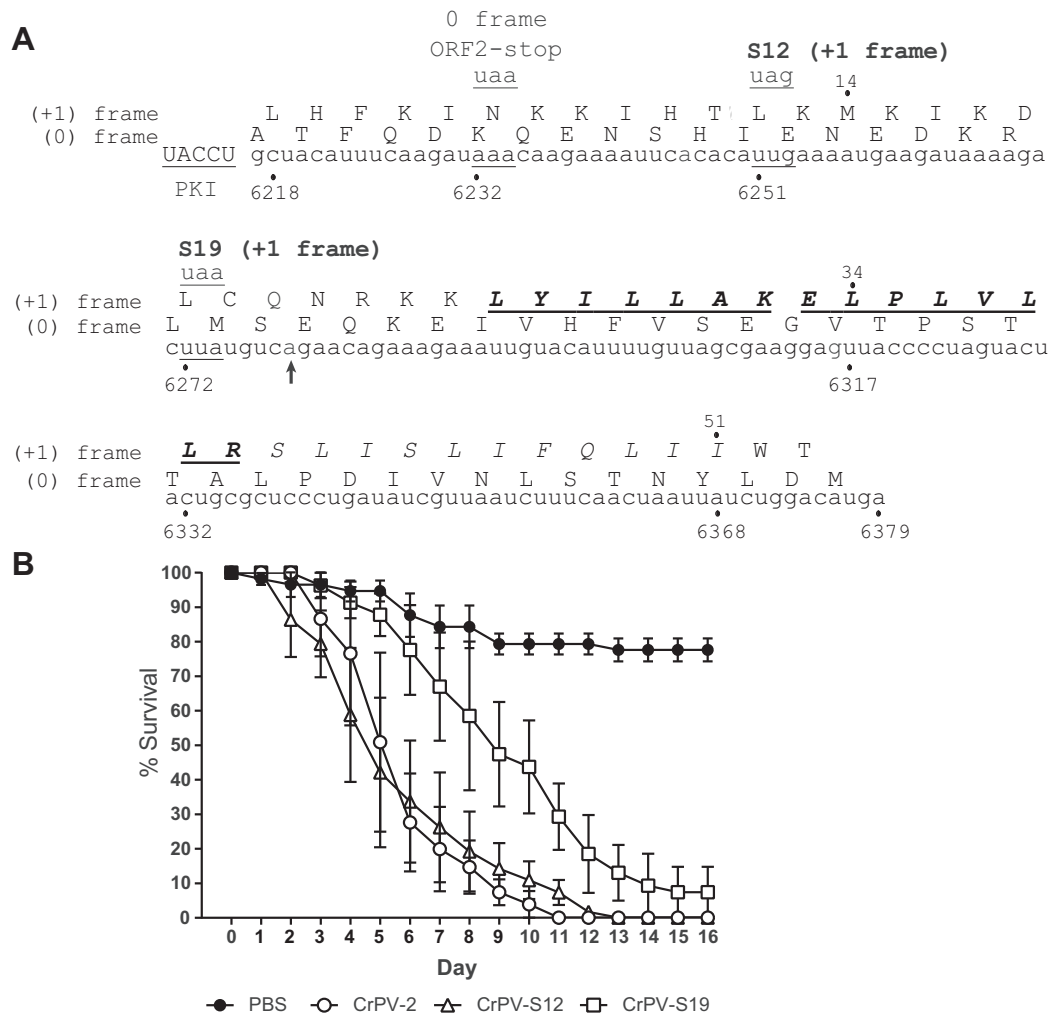 A
0 frame
ORF2-stop
uaa
S12 (+1 frame)
uag
14
(+1) frame L H F K I N K K I H T L K M K I K D
(0) frame A T F Q D K Q E N S H I E N E D K R
UACCU gcuacauuucaagauaaacaagaaaauucacacauugaaaaugaagauaaaaga
PKI
6218 6232 6251
S19 (+1 frame)
uaa
34
(+1) frame L C Q N R K K L Y I L L A K E L P L V L
(0) frame L M S E Q K E I V H F V S E G V T P S T
cuuaugucagaacagaaagaaauuguacauuuuguuagcgaaggaguuaccccuaguacu
6272 6317
51
(+1) frame L R S L I S L I F Q L I I W T
(0) frame T A L P D I V N L S T N Y L D M
acugcgcucccugauaucguuaaucuuucaacuaauuaucuggacauga
6332 6368 6379
B
% Survival
100
90
80
70
60
50
40
30
20
10
0
0 1 2 3 4 5 6 7 8 9 10 11 12 13 14 15 16
Day
PBS CrPV-2 CrPV-S12 CrPV-S19